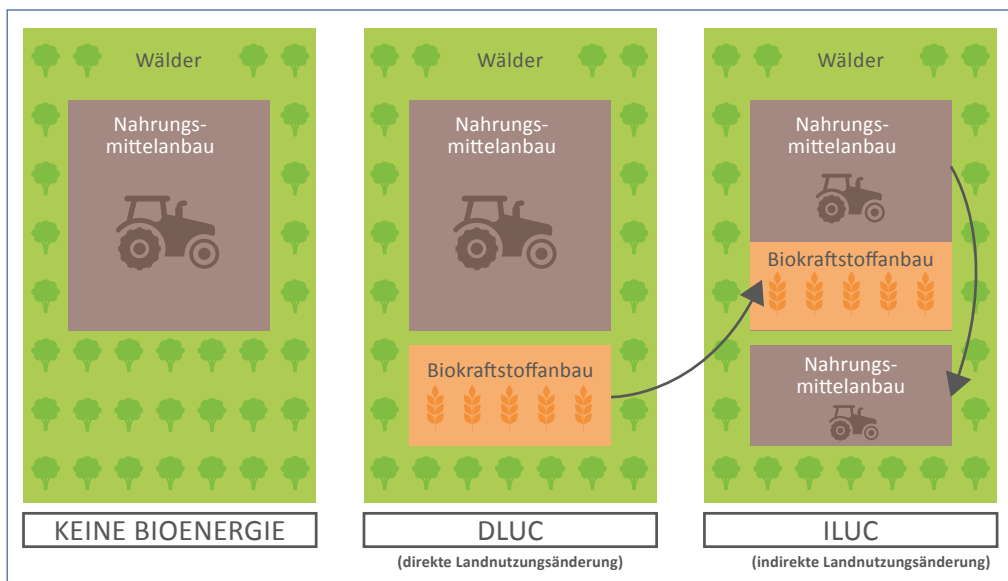 Wälder
Nahrungs-
mittelanbau
KEINE BIOENERGIE
Wälder
Nahrungs-
mittelanbau
Biokraftstoffanbau
DLUC
(direkte Landnutzungsänderung)
Wälder
Nahrungs-
mittelanbau
Biokraftstoffanbau
Nahrungs-
mittelanbau
ILUC
(indirekte Landnutzungsänderung)